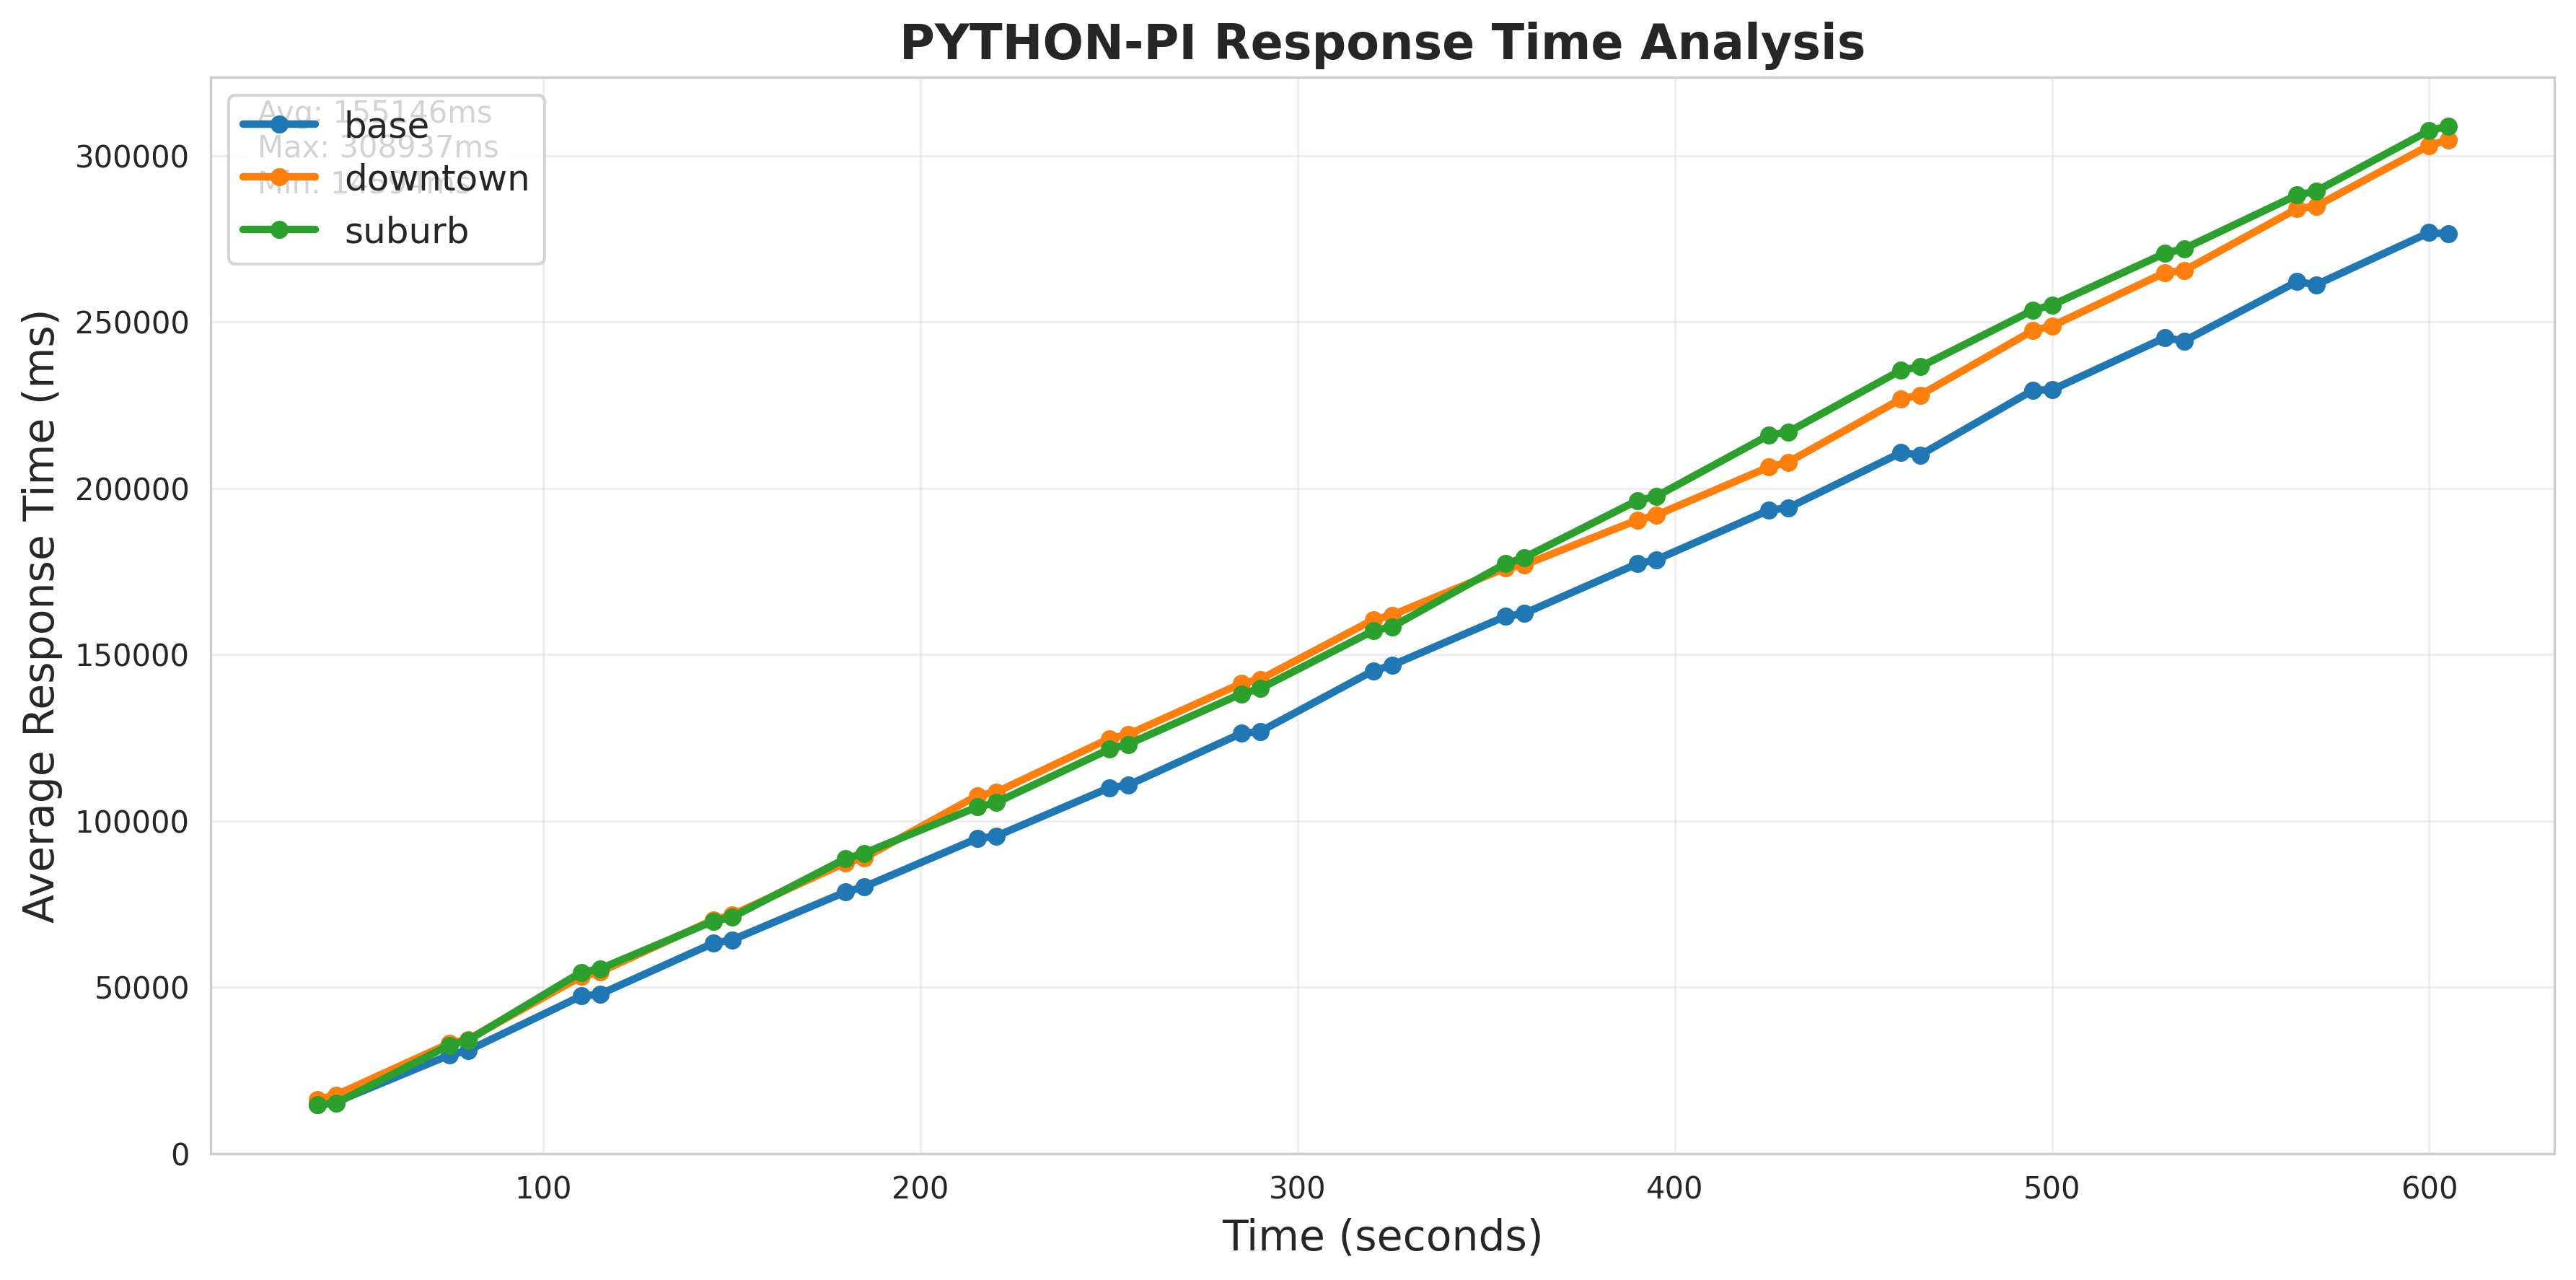 PYTHON-PI Response Time Analysis
Avg: 155146ms
Max: 308937ms
Min:
base
downtown
suburb
Average Response Time (ms)
300000
250000
200000
150000
100000
50000
0
100 200 300 400 500 600
Time (seconds)